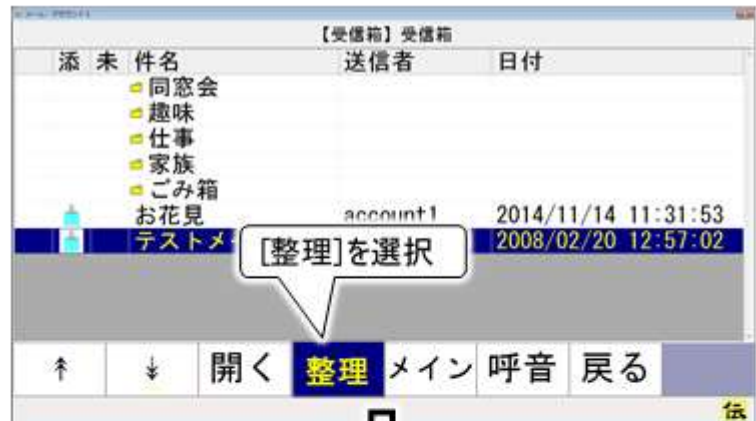 【受信箱】受信箱
添 未 件名 送信者 日付
同窓会
趣味
仕事
家族
ごみ箱
お花見 account1 2014/11/14 11:31:53
テストメ 2008/02/20 12:57:02
[整理]を選択
↟ ↡ 開く 整理 メイン 呼音 戻る
伝